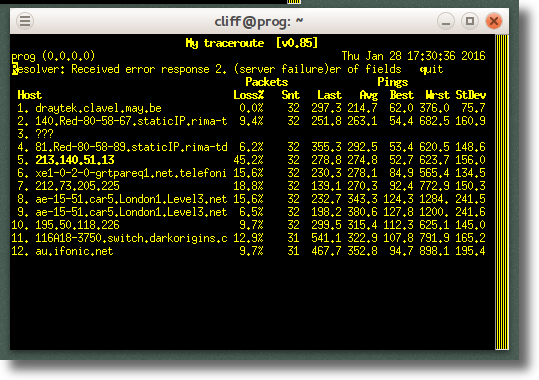 cliff@prog: ~
My traceroute [v0.85]
prog (0.0.0.0) Thu Jan 28 17:30:36 2016
Resolver: Received error response 2. (server failure)er of fields quit
Packets Pings
Host Loss% Snt Last Avg Best Wrst StDev
1. draytek.clavel.may.be 0.0% 32 297.3 214.7 62.0 376.0 75.7
2. 140.Red-80-58-67.staticIP.rima-t 9.4% 32 251.8 263.1 54.4 682.5 160.9
3. ???
4. 81.Red-80-58-89.staticIP.rima-td 6.2% 32 355.3 292.5 53.4 620.5 148.6
5. 213.140.51.13 45.2% 32 278.8 274.8 52.7 623.7 156.0
6. xe1-0-2-0-grtpareq1.net.telefoni 15.6% 32 230.3 278.1 84.9 565.4 134.5
7. 212.73.205.225 18.8% 32 139.1 270.3 92.4 772.9 150.3
8. ae-15-51.car5.London1.Level3.net 15.6% 32 232.7 343.3 124.3 1284. 241.5
9. ae-15-51.car5.London1.Level3.net 6.5% 32 198.2 380.6 127.8 1200. 241.6
10. 195.50.118.226 9.7% 32 299.5 315.4 112.3 625.1 145.0
11. 116A18-3750.switch.darkorigins.c 12.9% 31 541.1 322.9 107.8 791.9 165.2
12. au.ifonic.net 9.7% 31 467.7 352.8 94.7 898.1 195.4